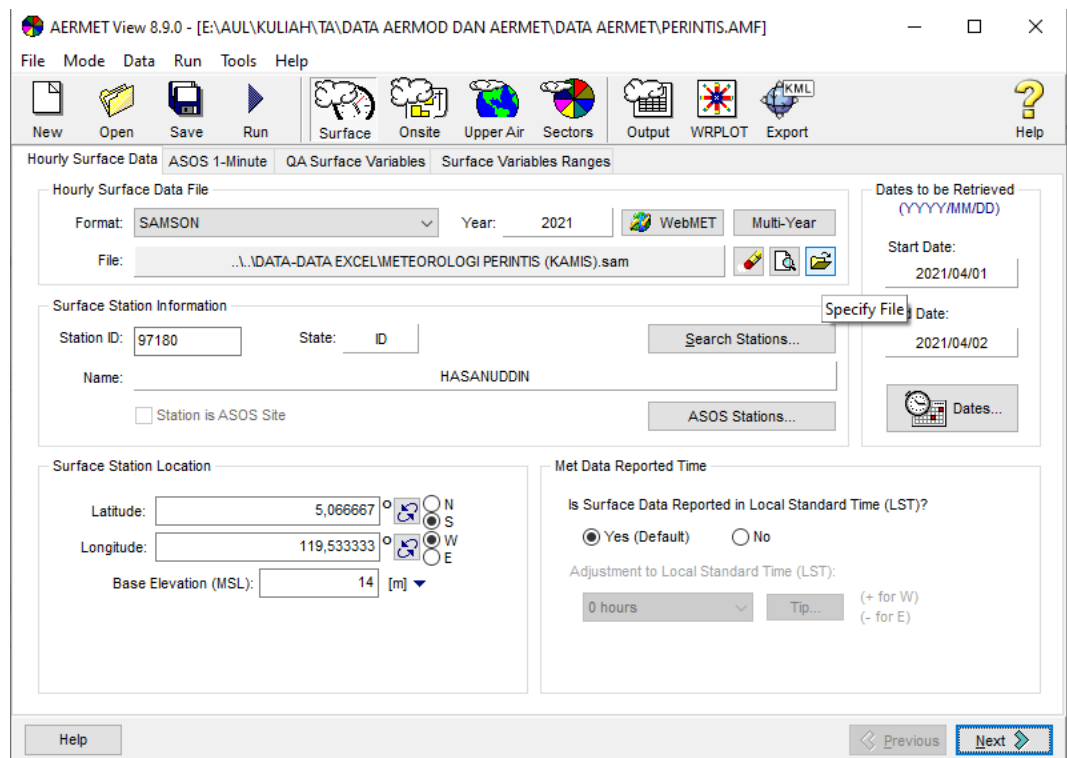 AERMET View 8.9.0 - [E:\AUL\KULIAH\TA\DATA AERMOD DAN AERMET\DATA AERMET\PERINTIS.AMF]
File Mode Data Run Tools Help
New Open Save Run Surface Onsite Upper Air Sectors Output WRPLOT KML Export Help
Hourly Surface Data ASOS 1-Minute QA Surface Variables Surface Variables Ranges
Hourly Surface Data File
Format: SAMSON Year: 2021 WebMET Multi-Year
File: ..\..\DATA-DATA EXCEL\METEOROLOGI PERINTIS (KAMIS).sam
Dates to be Retrieved
(YYYY/MM/DD)
Start Date:
2021/04/01
Specify File
Date:
2021/04/02
Dates...
Surface Station Information
Station ID: 97180 State: ID Search Stations...
Name: HASANUDDIN
Station is ASOS Site ASOS Stations...
Surface Station Location
Latitude: 5,066667 º N
S
Longitude: 119,533333 º W
E
Base Elevation (MSL): 14 [m]
Met Data Reported Time
Is Surface Data Reported in Local Standard Time (LST)?
Yes (Default) No
Adjustment to Local Standard Time (LST):
0 hours Tip... (+ for W)
(- for E)
Help Previous Next